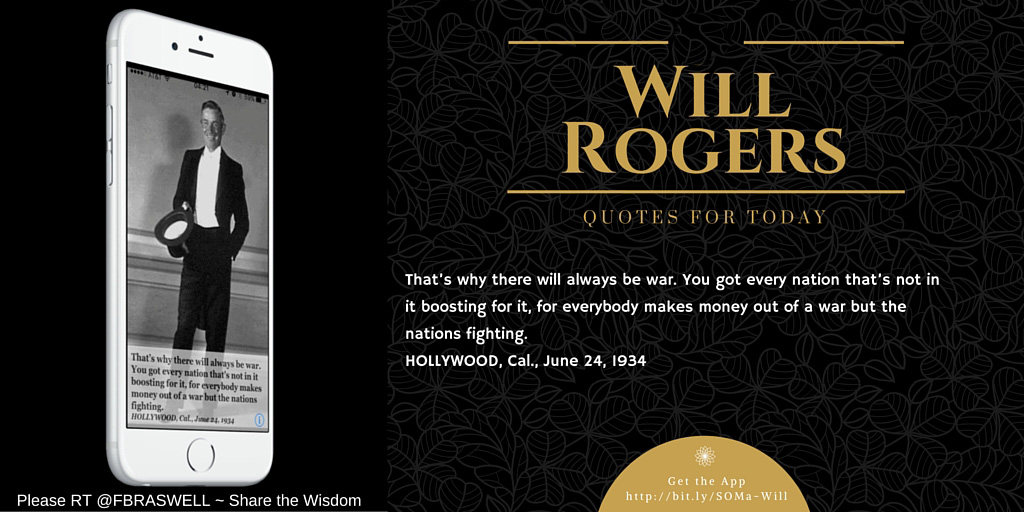 AT&T
04:21
That's why there will always be war.
You got every nation that's not in it
boosting for it, for everybody makes
money out of a war but the nations
fighting.
HOLLYWOOD, Cal., June 24, 1934
Please RT @FBRASWELL ~ Share the Wisdom
WILL
ROGERS
QUOTES FOR TODAY
That's why there will always be war. You got every nation that's not in
it boosting for it, for everybody makes money out of a war but the
nations fighting.
HOLLYWOOD, Cal., June 24, 1934
Get the App
http://bit.ly/SOMa-Will